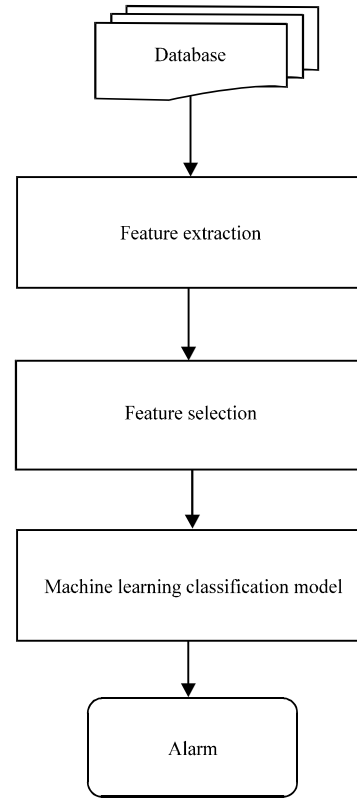 Database
Feature extraction
Feature selection
Machine learning classification model
Alarm